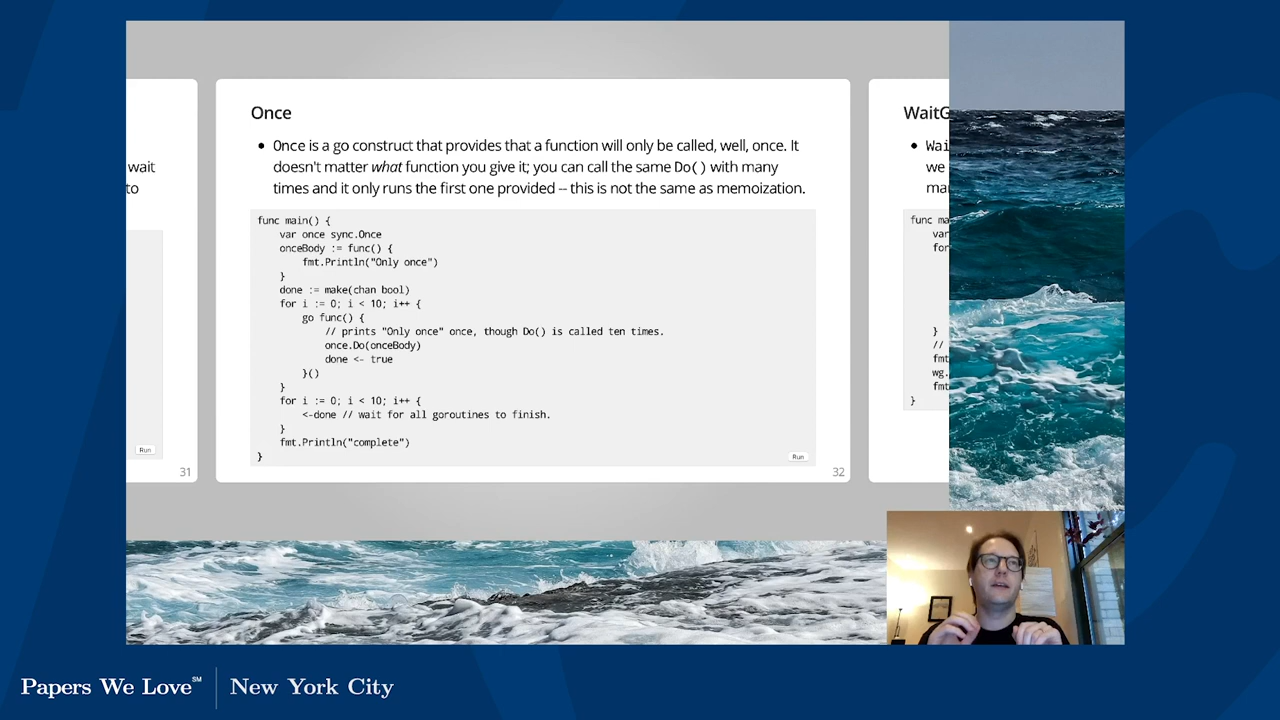 wait
to
Run
31
Once
• Once is a go construct that provides that a function will only be called, well, once. It
doesn't matter what function you give it; you can call the same Do() with many
times and it only runs the first one provided -- this is not the same as memoization.
func main() {
    var once sync.Once
    onceBody := func() {
        fmt.Println("Only once")
    }
    done := make(chan bool)
    for i := 0; i < 10; i++ {
        go func() {
            // prints "Only once" once, though Do() is called ten times.
            once.Do(onceBody)
            done <- true
        }()
    }
    for i := 0; i < 10; i++ {
        <-done // wait for all goroutines to finish.
    }
    fmt.Println("complete")
}
Run
32
WaitG
• Wai
we
ma
func ma
    var
    for
    }
    //
    fmt
    wg.
    fmt
}
Papers We Love℠ | New York City